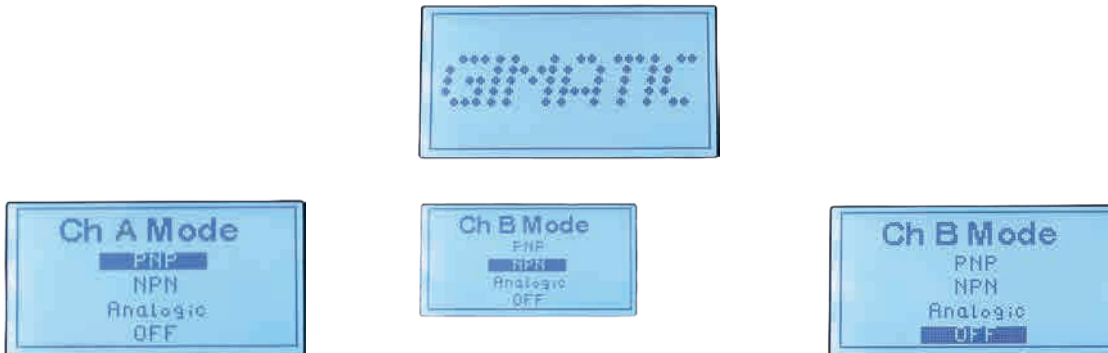 GIMATIC
Ch A Mode
PNP
NPN
Analogic
OFF
Ch B Mode
PNP
NPN
Analogic
OFF
Ch B Mode
PNP
NPN
Analogic
OFF